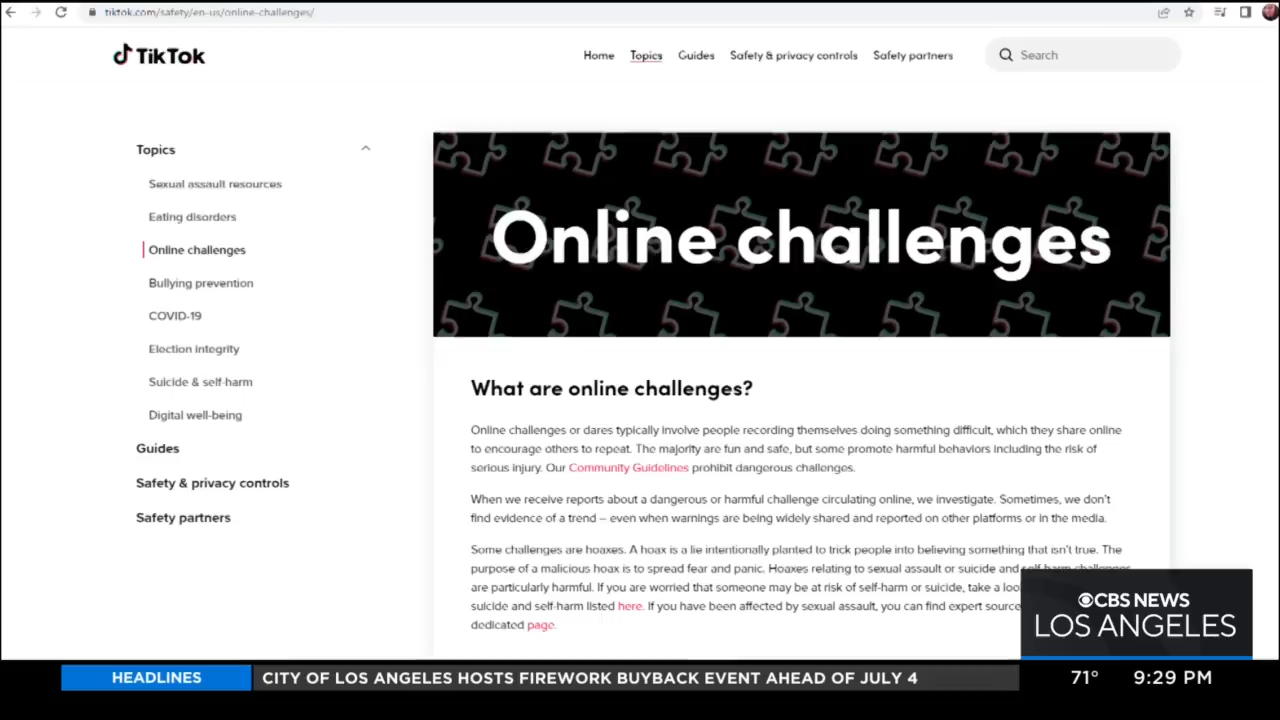 tiktok.com/safety/en-us/online-challenges/
TikTok
Home Topics Guides Safety & privacy controls Safety partners Search
Topics
Sexual assault resources
Eating disorders
Online challenges
Bullying prevention
COVID-19
Election integrity
Suicide & self-harm
Digital well-being
Guides
Safety & privacy controls
Safety partners
Online challenges
What are online challenges?
Online challenges or dares typically involve people recording themselves doing something difficult, which they share online
to encourage others to repeat. The majority are fun and safe, but some promote harmful behaviors including the risk of
serious injury. Our Community Guidelines prohibit dangerous challenges.
When we receive reports about a dangerous or harmful challenge circulating online, we investigate. Sometimes, we don't
find evidence of a trend – even when warnings are being widely shared and reported on other platforms or in the media.
Some challenges are hoaxes. A hoax is a lie intentionally planted to trick people into believing something that isn't true. The
purpose of a malicious hoax is to spread fear and panic. Hoaxes relating to sexual assault or suicide and self-harm challenges
are particularly harmful. If you are worried that someone may be at risk of self-harm or suicide, take a
suicide and self-harm listed here. If you have been affected by sexual assault, you can find expert
dedicated page.
CBS NEWS
LOS ANGELES
HEADLINES CITY OF LOS ANGELES HOSTS FIREWORK BUYBACK EVENT AHEAD OF JULY 4 71° 9:29 PM